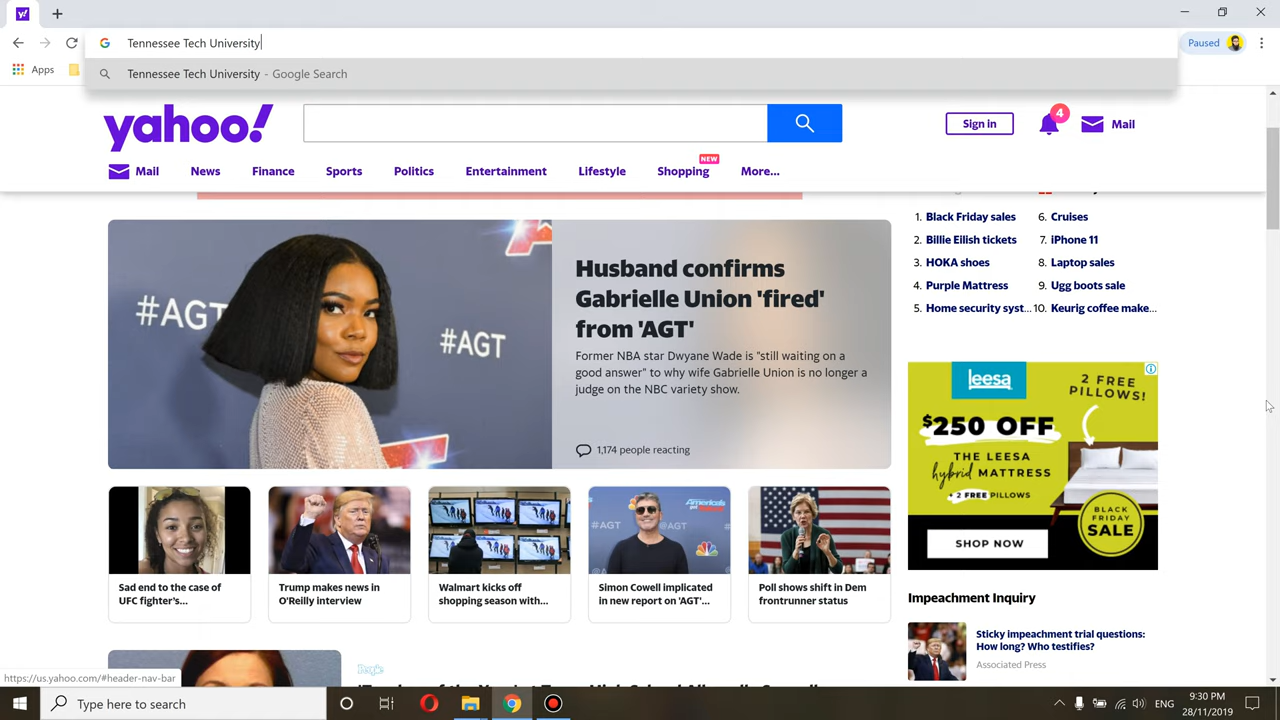 Tennessee Tech University
Paused
Apps
Tennessee Tech University - Google Search
yahoo!
Sign in
4
Mail
Mail
News
Finance
Sports
Politics
Entertainment
Lifestyle
Shopping
NEW
More...
1. Black Friday sales
2. Billie Eilish tickets
3. HOKA shoes
4. Purple Mattress
5. Home security syst...
6. Cruises
7. iPhone 11
8. Laptop sales
9. Ugg boots sale
10. Keurig coffee make...
#AGT
#AGT
Husband confirms
Gabrielle Union 'fired'
from 'AGT'
Former NBA star Dwyane Wade is "still waiting on a
good answer" to why wife Gabrielle Union is no longer a
judge on the NBC variety show.
1,174 people reacting
leesa
2 FREE
PILLOWS!
$250 OFF
THE LEESA
hybrid MATTRESS
+ 2 FREE PILLOWS
BLACK
FRIDAY
SALE
SHOP NOW
#AGT
Sad end to the case of
UFC fighter's...
Trump makes news in
O'Reilly interview
Walmart kicks off
shopping season with...
Simon Cowell implicated
in new report on 'AGT'...
Poll shows shift in Dem
frontrunner status
Impeachment Inquiry
Sticky impeachment trial questions:
How long? Who testifies?
Associated Press
People
https://us.yahoo.com/#header-nav-bar
Type here to search
ENG
9:30 PM
28/11/2019